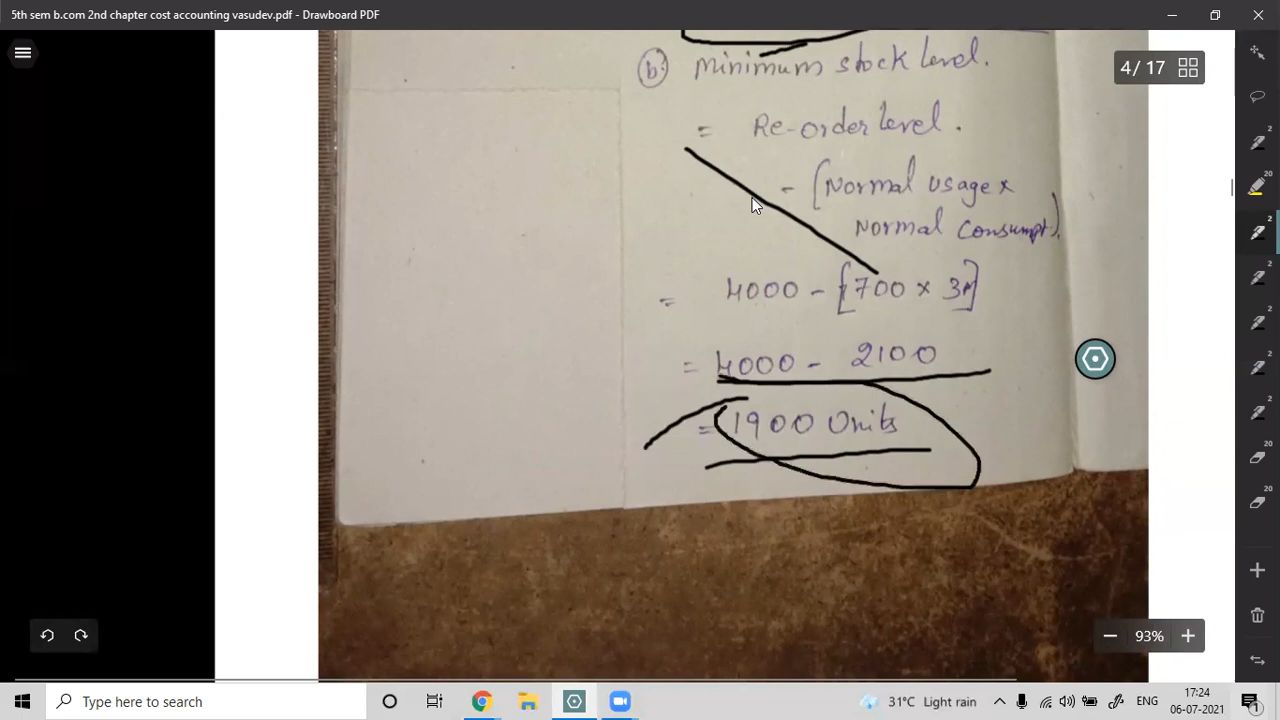 5th sem b.com 2nd chapter cost accounting vasudev.pdf - Drawboard PDF
4 / 17
(b) Minimum stock Level.
= Re-order level.
- [Normal usage x
Normal Consumpt].
= 4000 - [700 x 3]
= 4000 - 2100
= 1900 Units
93%
Type here to search
31°C Light rain
ENG
17:24
06-07-2021